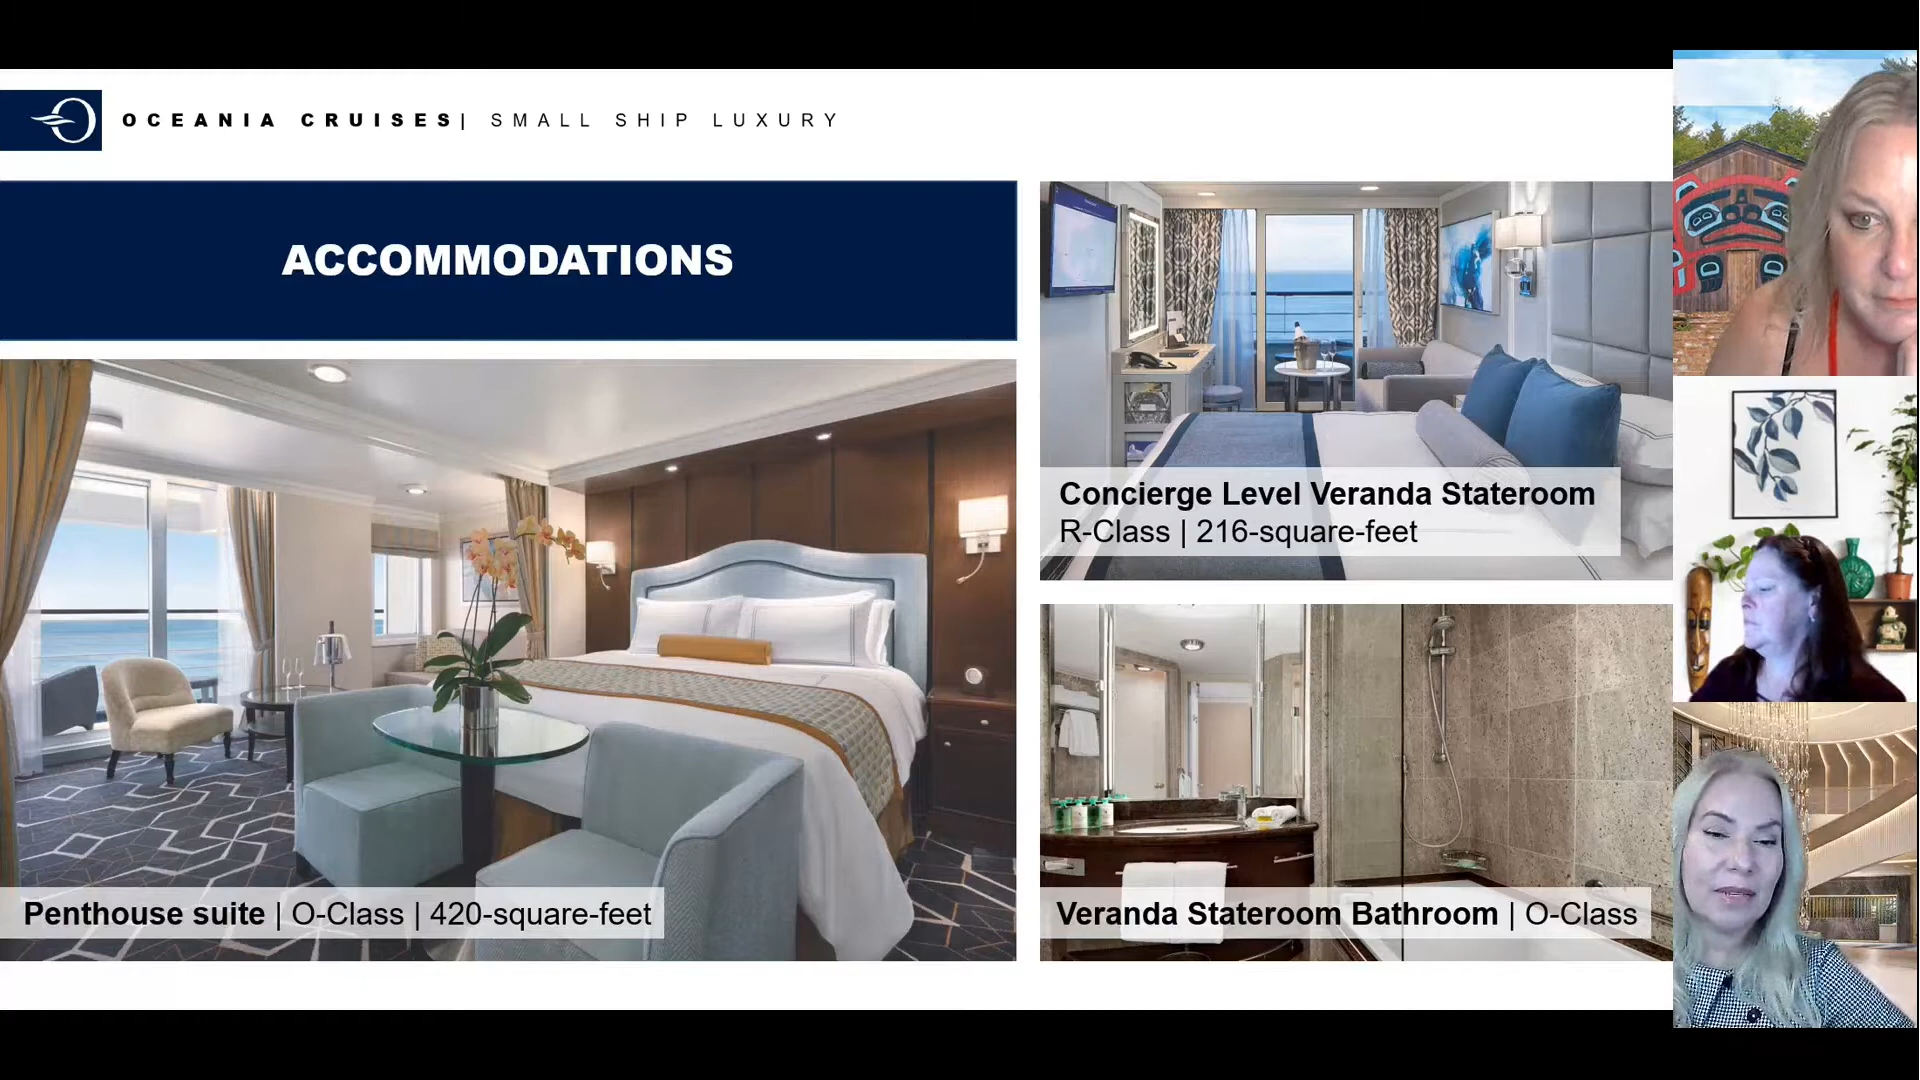 OCEANIA CRUISES| SMALL SHIP LUXURY
ACCOMMODATIONS
Concierge Level Veranda Stateroom
R-Class | 216-square-feet
Penthouse suite | O-Class | 420-square-feet
Veranda Stateroom Bathroom | O-Class